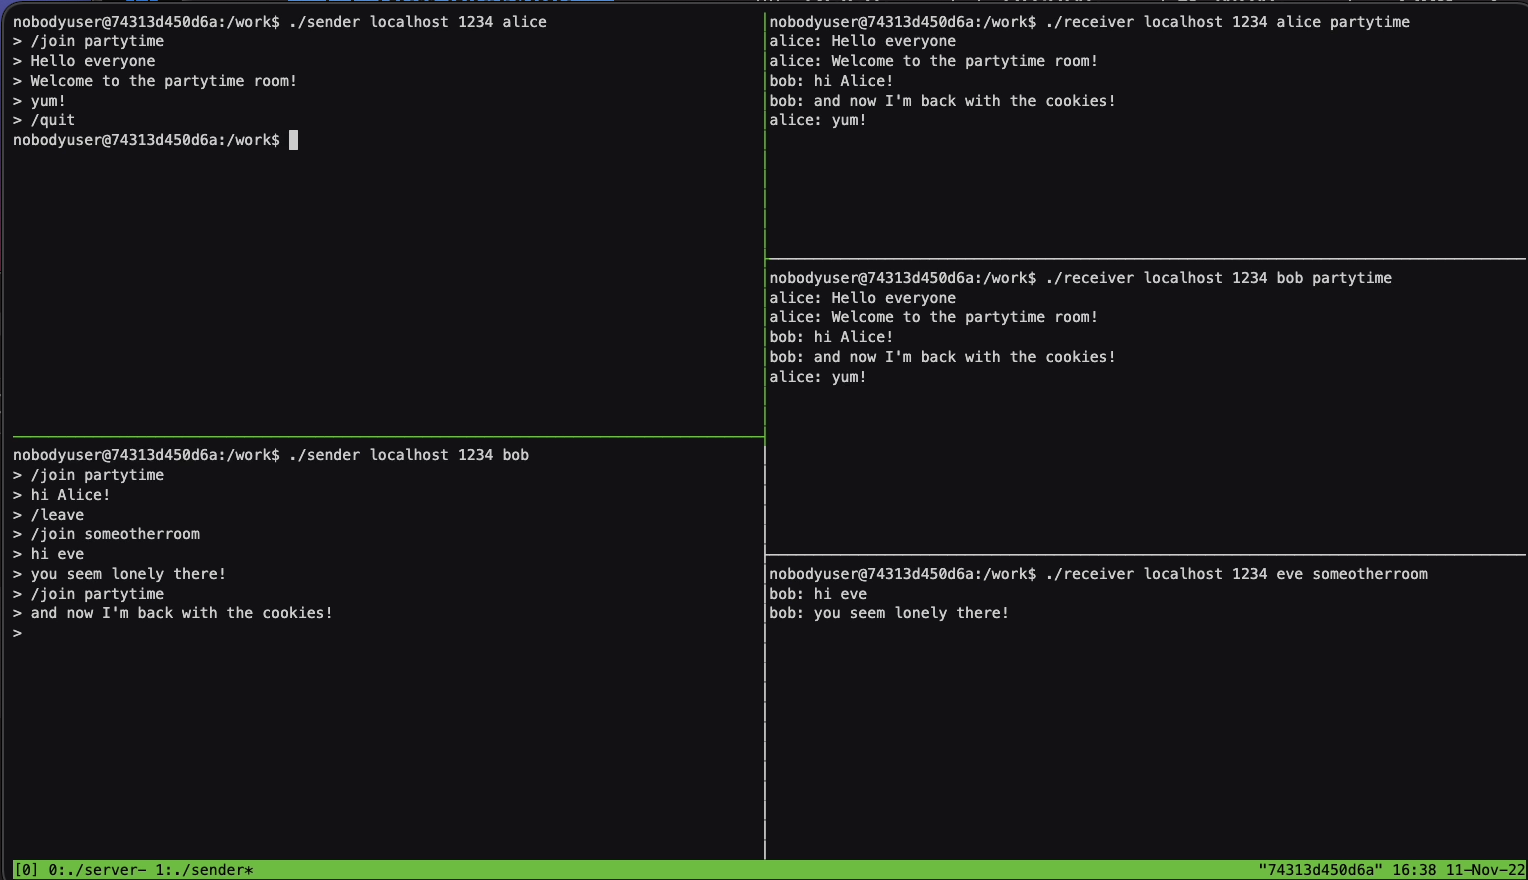 nobodyuser@74313d450d6a:/work$ ./sender localhost 1234 alice
> /join partytime
> Hello everyone
> Welcome to the partytime room!
> yum!
> /quit
nobodyuser@74313d450d6a:/work$
nobodyuser@74313d450d6a:/work$ ./sender localhost 1234 bob
> /join partytime
> hi Alice!
> /leave
> /join someotherroom
> hi eve
> you seem lonely there!
> /join partytime
> and now I'm back with the cookies!
>
nobodyuser@74313d450d6a:/work$ ./receiver localhost 1234 alice partytime
alice: Hello everyone
alice: Welcome to the partytime room!
bob: hi Alice!
bob: and now I'm back with the cookies!
alice: yum!
nobodyuser@74313d450d6a:/work$ ./receiver localhost 1234 bob partytime
alice: Hello everyone
alice: Welcome to the partytime room!
bob: hi Alice!
bob: and now I'm back with the cookies!
alice: yum!
nobodyuser@74313d450d6a:/work$ ./receiver localhost 1234 eve someotherroom
bob: hi eve
bob: you seem lonely there!
[0] 0:./server- 1:./sender* "74313d450d6a" 16:38 11-Nov-22